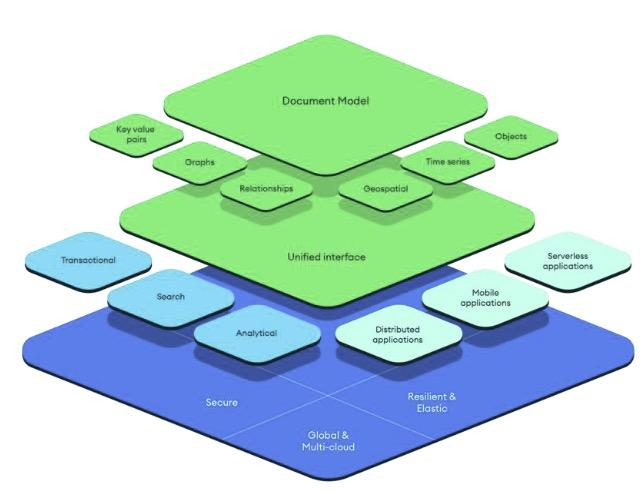 Document Model
Key value
pairs
Objects
Graphs
Time series
Relationships
Geospatial
Unified interface
Transactional
Serverless
applications
Search
Mobile
applications
Analytical
Distributed
applications
Secure
Resilient &
Elastic
Global &
Multi-cloud